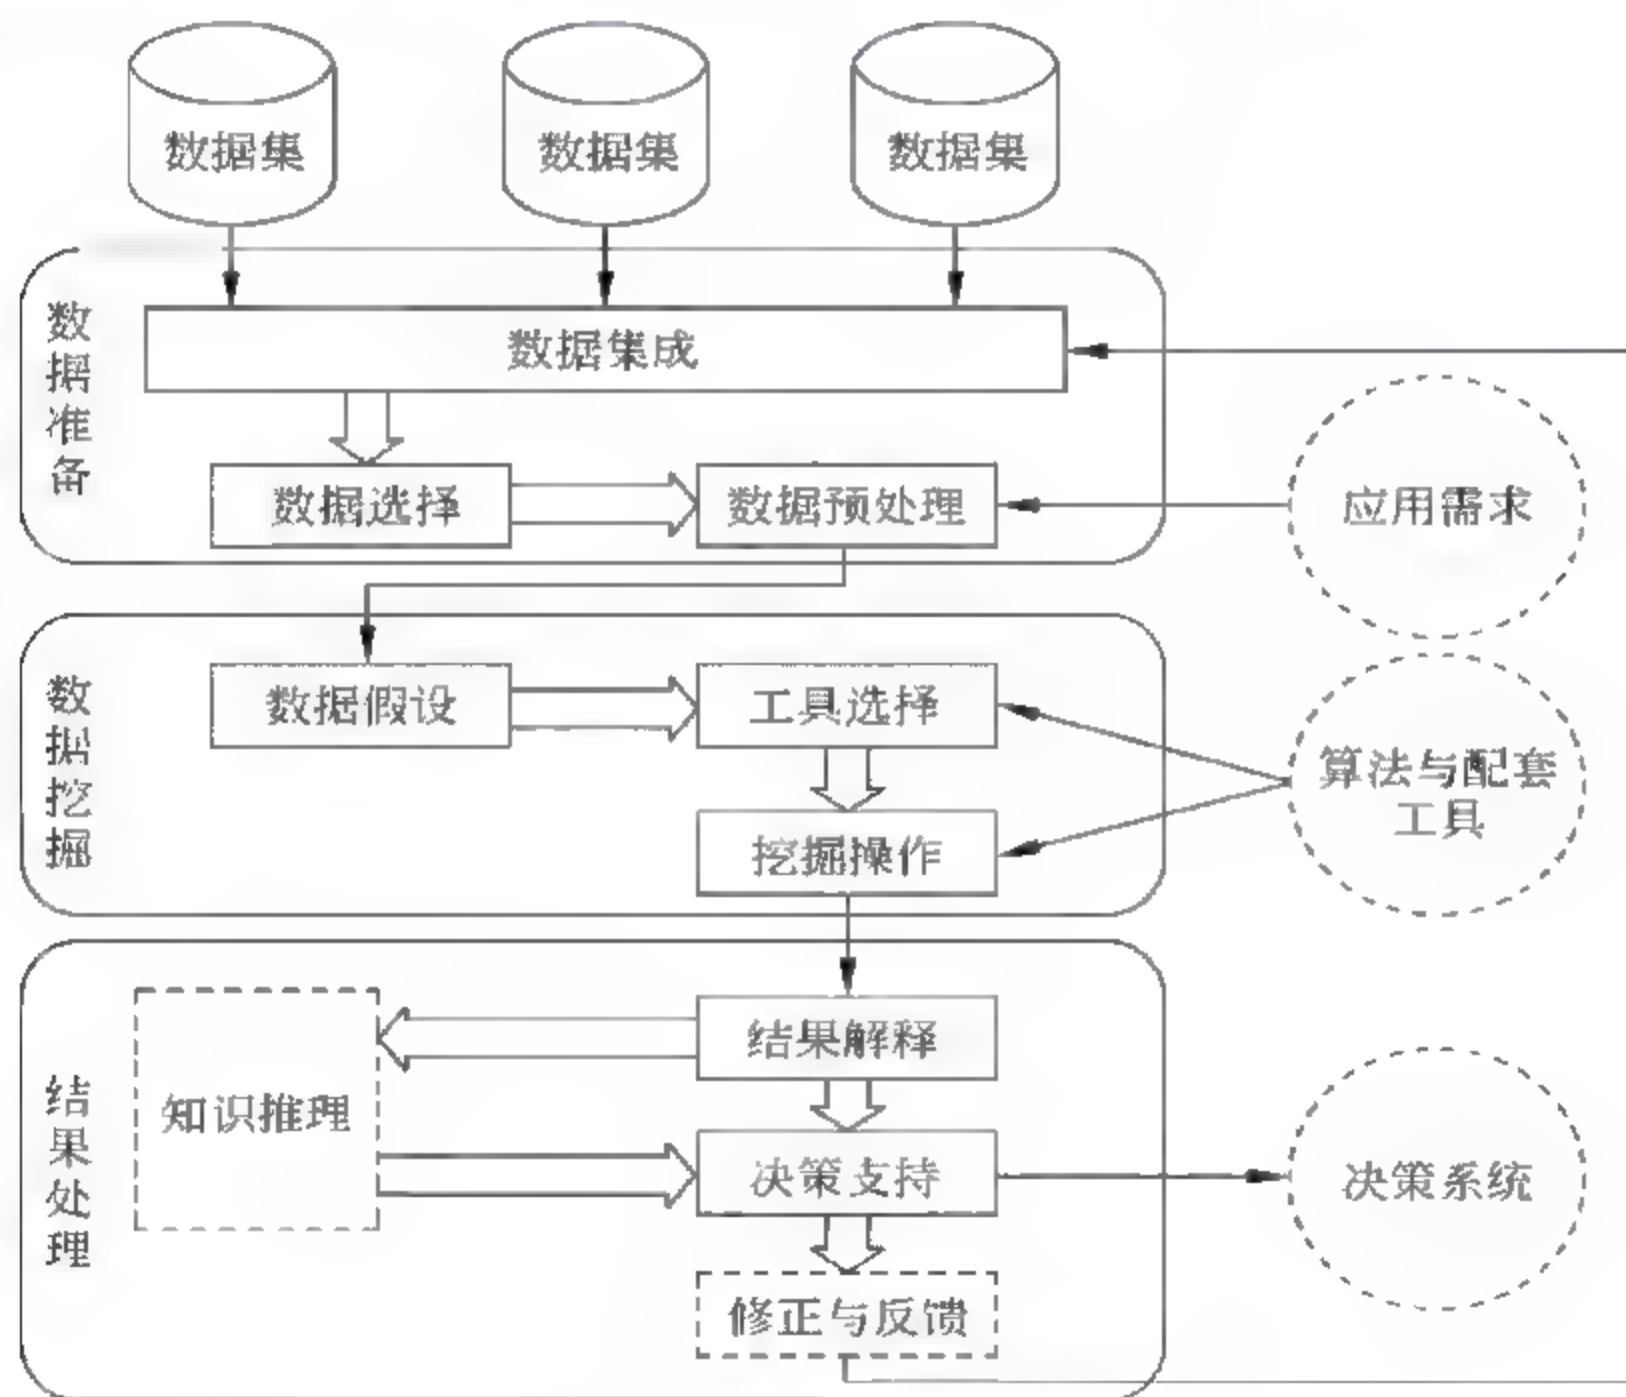 数据集
数据集
数据集
数据准备
数据集成
数据选择
数据预处理
应用需求
数据挖掘
数据假设
工具选择
算法与配套
工具
挖掘操作
结果处理
结果解释
知识推理
决策支持
决策系统
修正与反馈